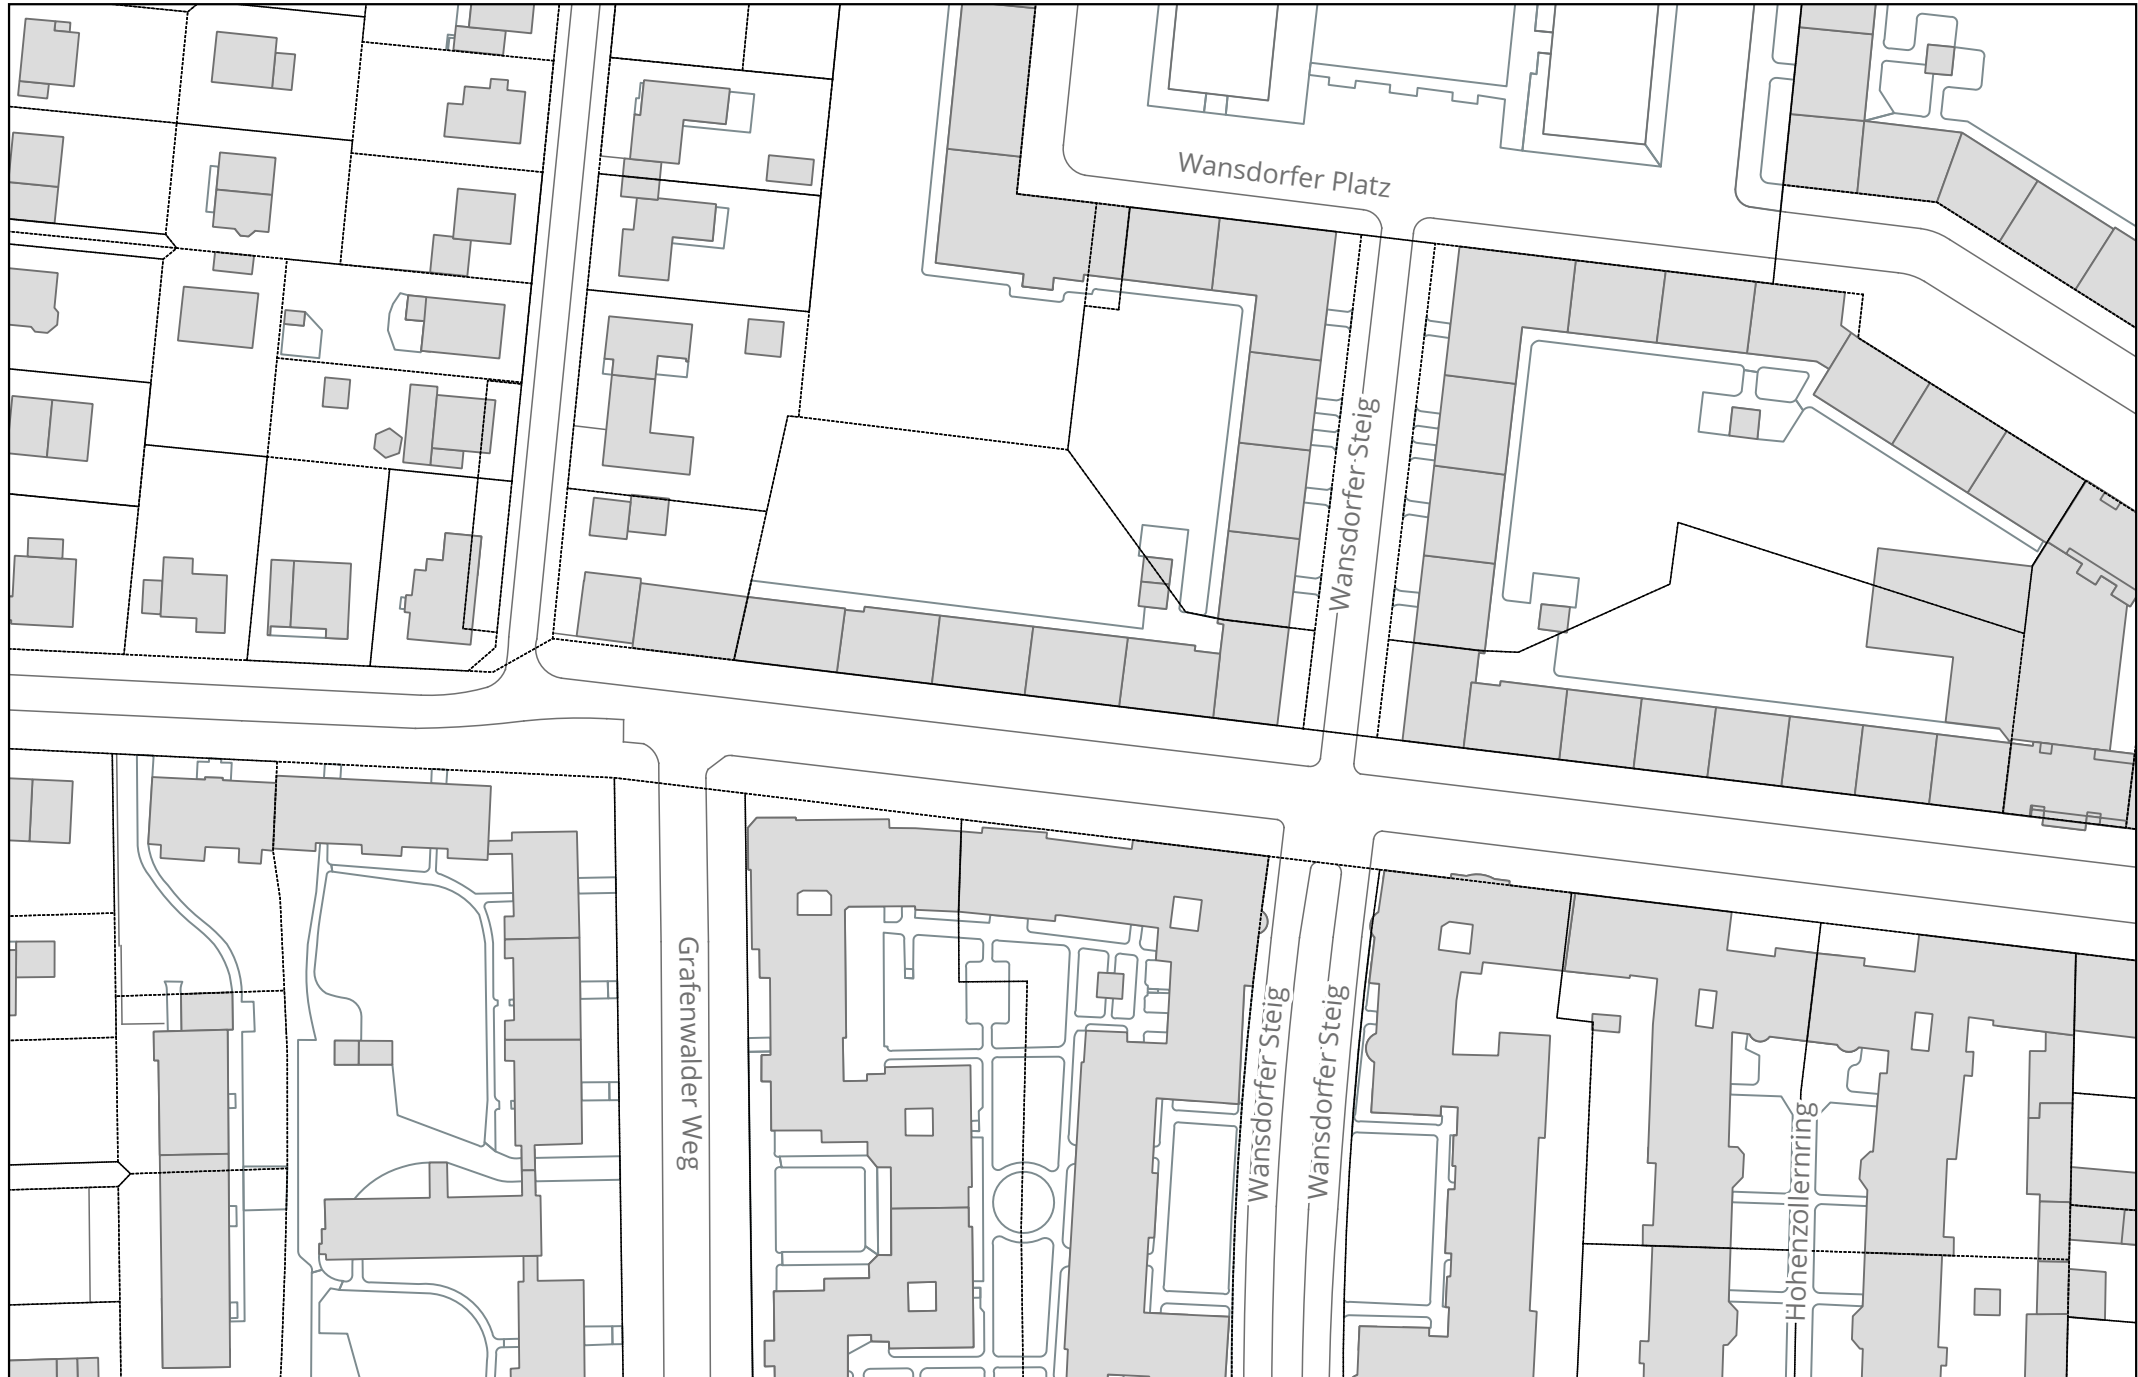 Wansdorfer Platz
Wansdorfer Steig
Grafenwalder Weg
Wansdorfer Steig
Wansdorfer Steig
Hohenzollernring